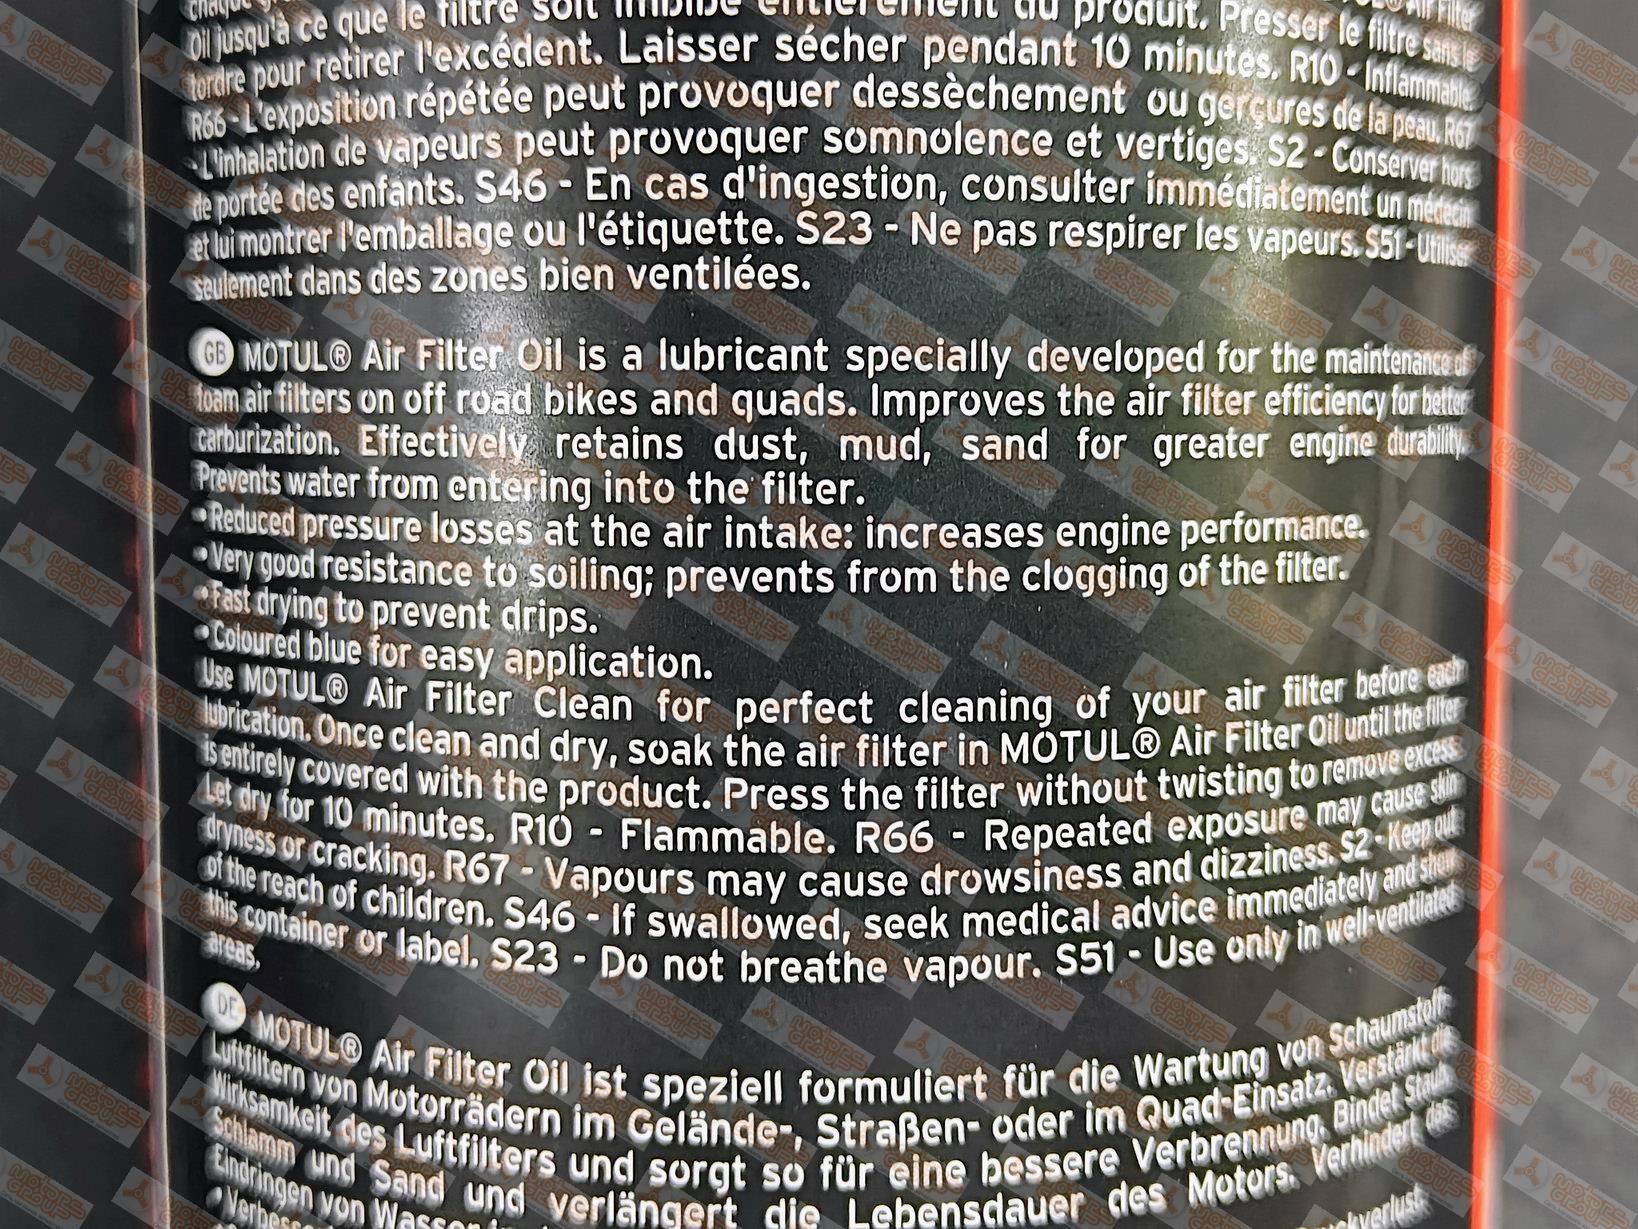 chaque
Oil jusqu'à ce que le filtre soit imbibé entièrement du produit. Presser le filtre sans le
tordre pour retirer l'excédent. Laisser sécher pendant 10 minutes. R10 - Inflammable
R66 - L'exposition répétée peut provoquer dessèchement ou gerçures de la peau. R67
- L'inhalation de vapeurs peut provoquer somnolence et vertiges. S2 - Conserver hors
de portée des enfants. S46 - En cas d'ingestion, consulter immédiatement un médecin
et lui montrer l'emballage ou l'étiquette. S23 - Ne pas respirer les vapeurs. S51 - Utiliser
seulement dans des zones bien ventilées.
GB MOTUL® Air Filter Oil is a lubricant specially developed for the maintenance of
foam air filters on off road bikes and quads. Improves the air filter efficiency for better
carburization. Effectively retains dust, mud, sand for greater engine durability.
Prevents water from entering into the filter.
• Reduced pressure losses at the air intake: increases engine performance.
• Very good resistance to soiling; prevents from the clogging of the filter.
• Fast drying to prevent drips.
• Coloured blue for easy application.
Use MOTUL® Air Filter Clean for perfect cleaning of your air filter before each
lubrication. Once clean and dry, soak the air filter in MOTUL® Air Filter Oil until the filter
is entirely covered with the product. Press the filter without twisting to remove excess.
Let dry for 10 minutes. R10 - Flammable. R66 - Repeated exposure may cause skin
dryness or cracking. R67 - Vapours may cause drowsiness and dizziness. S2 - Keep out
of the reach of children. S46 - If swallowed, seek medical advice immediately and show
this container or label. S23 - Do not breathe vapour. S51 - Use only in well-ventilated
areas.
DE MOTUL® Air Filter Oil ist speziell formuliert für die Wartung von Schaumstoff-
Luftfiltern von Motorrädern im Gelände-, Straßen- oder im Quad-Einsatz. Verstärkt die
Wirksamkeit des Luftfilters und sorgt so für eine bessere Verbrennung. Bindet Staub,
Schlamm und Sand und verlängert die Lebensdauer des Motors. Verhindert das
Eindringen von Wasser